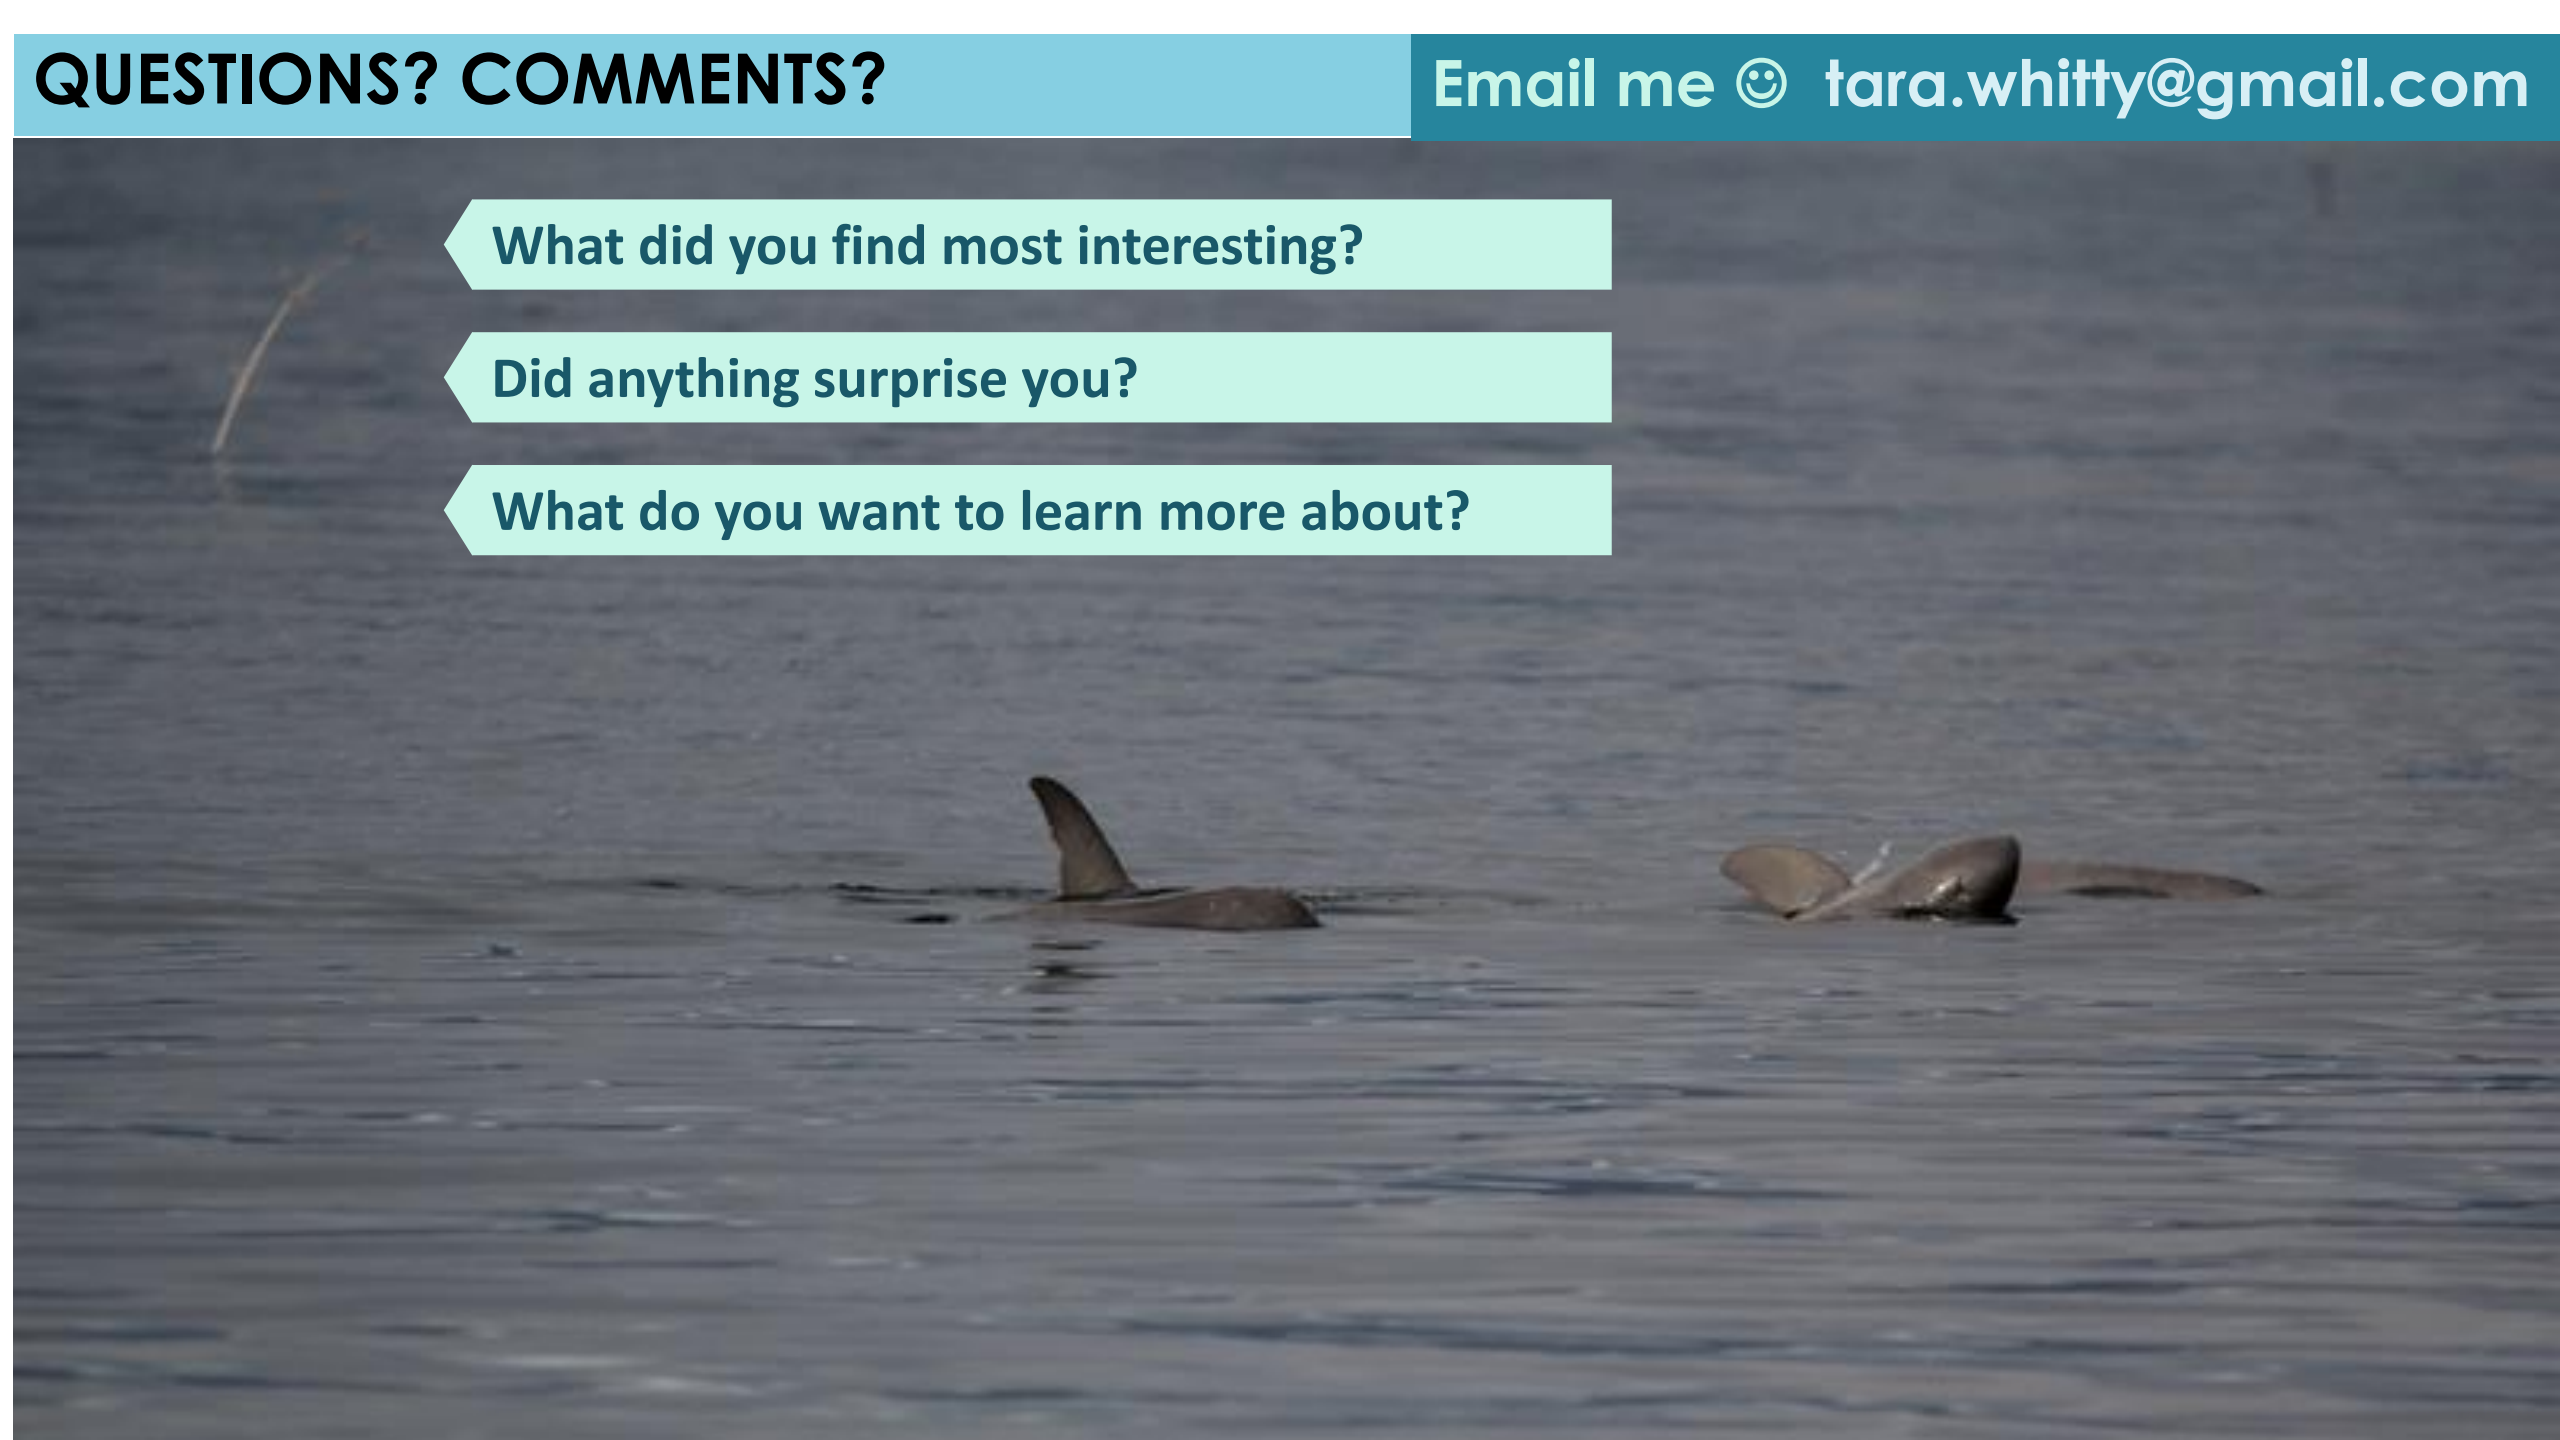 QUESTIONS? COMMENTS?
Email me ☺ tara.whitty@gmail.com
What did you find most interesting?
Did anything surprise you?
What do you want to learn more about?